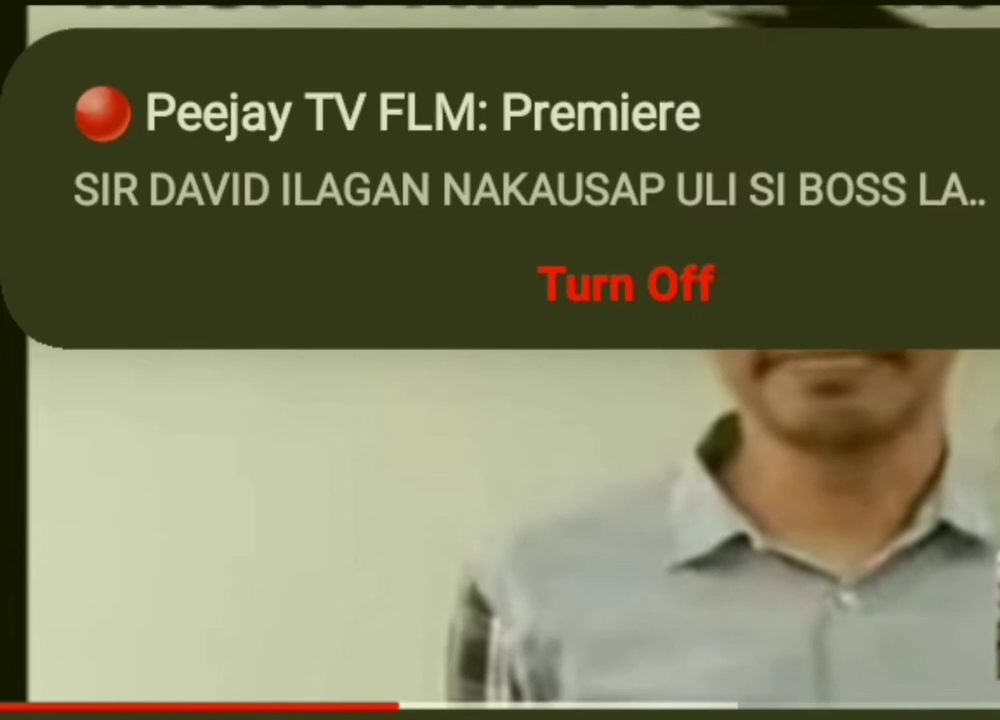 Peejay TV FLM: Premiere
SIR DAVID ILAGAN NAKAUSAP ULI SI BOSS LA..
Turn Off